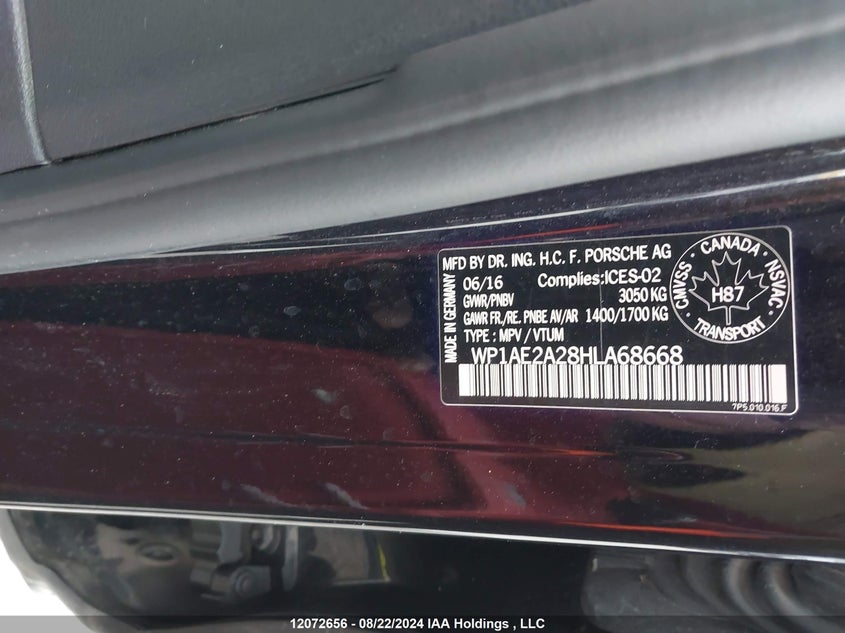 MADE IN GERMANY
MFD BY DR. ING. H.C. F. PORSCHE AG
06/16 Complies:ICES-02
GVWR/PNBV 3050 KG
GAWR FR./RE. PNBE AV/AR 1400/1700 KG
TYPE : MPV / VTUM
WP1AE2A28HLA68668
CANADA
CMVSS NSVAC
H87
TRANSPORT
7P5.010.016.F
12072656 - 08/22/2024 IAA Holdings , LLC